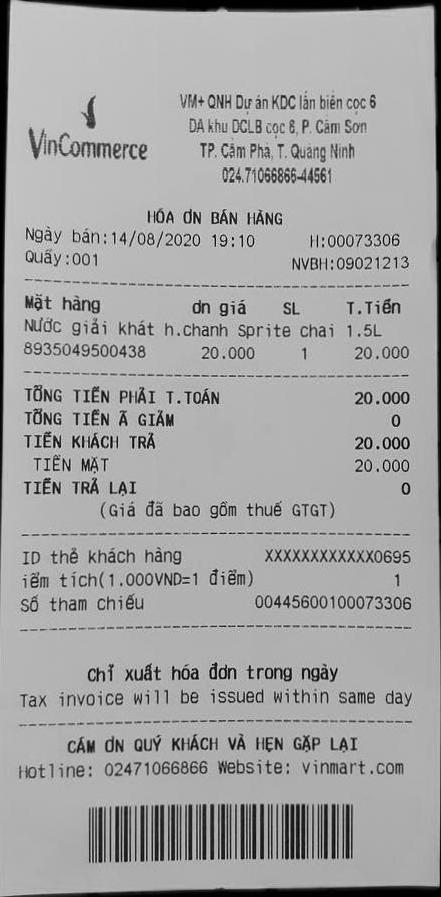 VinCommerce
VM+ QNH Dự án KDC lấn biển cọc 6
DA khu DCLB cọc 6, P. Cẩm Sơn
TP. Cẩm Phả, T. Quảng Ninh
024.71066866-44561
HÓA ƠN BÁN HÀNG
Ngày bán:14/08/2020 19:10 H:00073306
Quầy:001 NVBH:09021213
Mặt hàng ơn giá SL T.Tiền
Nước giải khát h.chanh Sprite chai 1.5L
8935049500438 20.000 1 20.000
TỔNG TIỀN PHẢI T.TOÁN 20.000
TỔNG TIỀN Ã GIẢM 0
TIỀN KHÁCH TRẢ 20.000
TIỀN MẶT 20.000
TIỀN TRẢ LẠI 0
(Giá đã bao gồm thuế GTGT)
ID thẻ khách hàng XXXXXXXXXXXX0695
iểm tích(1.000VND=1 điểm) 1
Số tham chiếu 00445600100073306
Chỉ xuất hóa đơn trong ngày
Tax invoice will be issued within same day
CẢM ƠN QUÝ KHÁCH VÀ HẸN GẶP LẠI
Hotline: 02471066866 Website: vinmart.com